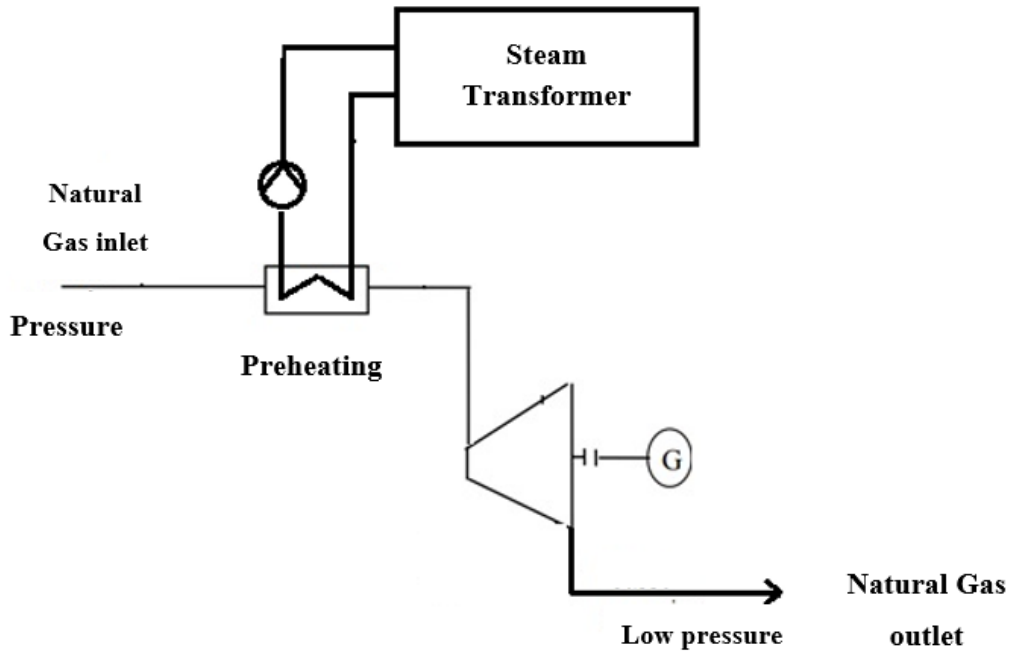 Steam
Transformer
Natural
Gas inlet
Pressure
Preheating
G
Natural Gas
Low pressure
outlet